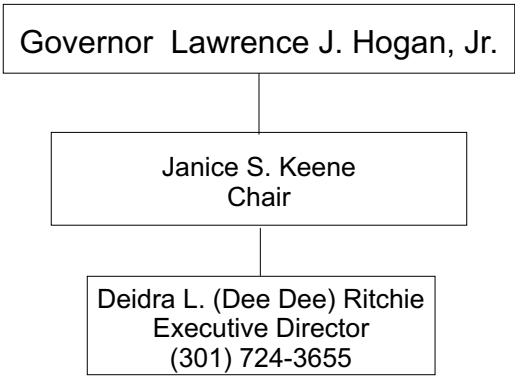 Governor Lawrence J. Hogan, Jr.
Janice S. Keene
Chair
Deidra L. (Dee Dee) Ritchie
Executive Director
(301) 724-3655